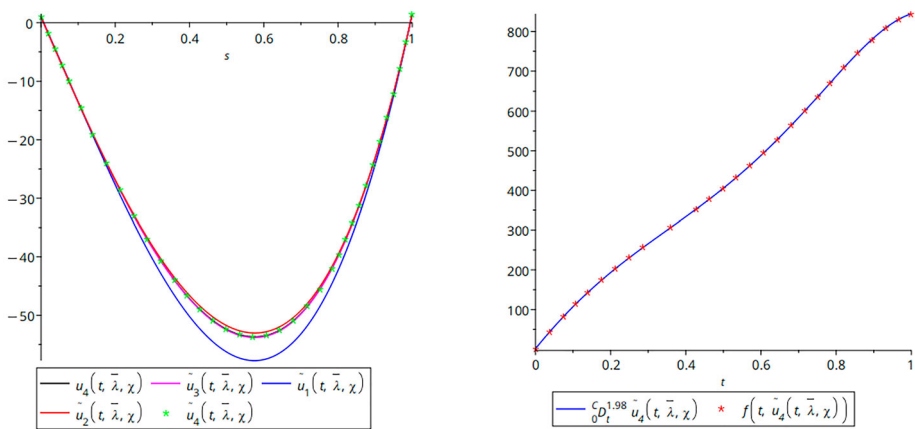 0
0.2 0.4 0.6 0.8 1
s
−10
−20
−30
−40
−50
u₄(t, λ̄, χ) ũ₃(t, λ̄, χ) ũ₁(t, λ̄, χ)
ũ₂(t, λ̄, χ) ũ₄(t, λ̄, χ)
800
700
600
500
400
300
200
100
0 0.2 0.4 0.6 0.8 1
t
ᶜ₀Dₜ¹·⁹⁸ ũ₄(t, λ̄, χ) f(t, ũ₄(t, λ̄, χ))